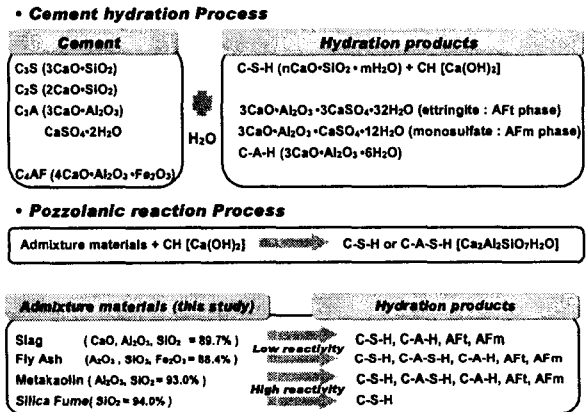 • Cement hydration Process
Cement
Hydration products
C₃S (3CaO•SiO₂)
C₂S (2CaO•SiO₂)
C₃A (3CaO•Al₂O₃)
CaSO₄•2H₂O
C₄AF (4CaO•Al₂O₃•Fe₂O₃)
H₂O
C-S-H (nCaO•SiO₂•mH₂O) + CH [Ca(OH)₂]
3CaO•Al₂O₃•3CaSO₄•32H₂O (ettringite : AFt phase)
3CaO•Al₂O₃•CaSO₄•12H₂O (monosulfate : AFm phase)
C-A-H (3CaO•Al₂O₃•6H₂O)
• Pozzolanic reaction Process
Admixture materials + CH [Ca(OH)₂]
C-S-H or C-A-S-H [Ca₂Al₂SiO₇H₂O]
Admixture materials (this study)
Hydration products
Slag ( CaO, Al₂O₃, SiO₂ = 89.7%)
C-S-H, C-A-H, AFt, AFm
Low reactivity
Fly Ash ( Al₂O₃ , SiO₂, Fe₂O₃ = 88.4%)
C-S-H, C-A-S-H, C-A-H, AFt, AFm
Metakaolin ( Al₂O₃, SiO₂ = 93.0%)
C-S-H, C-A-S-H, C-A-H, AFt, AFm
High reactivity
Silica Fume( SiO₂ = 94.0%)
C-S-H